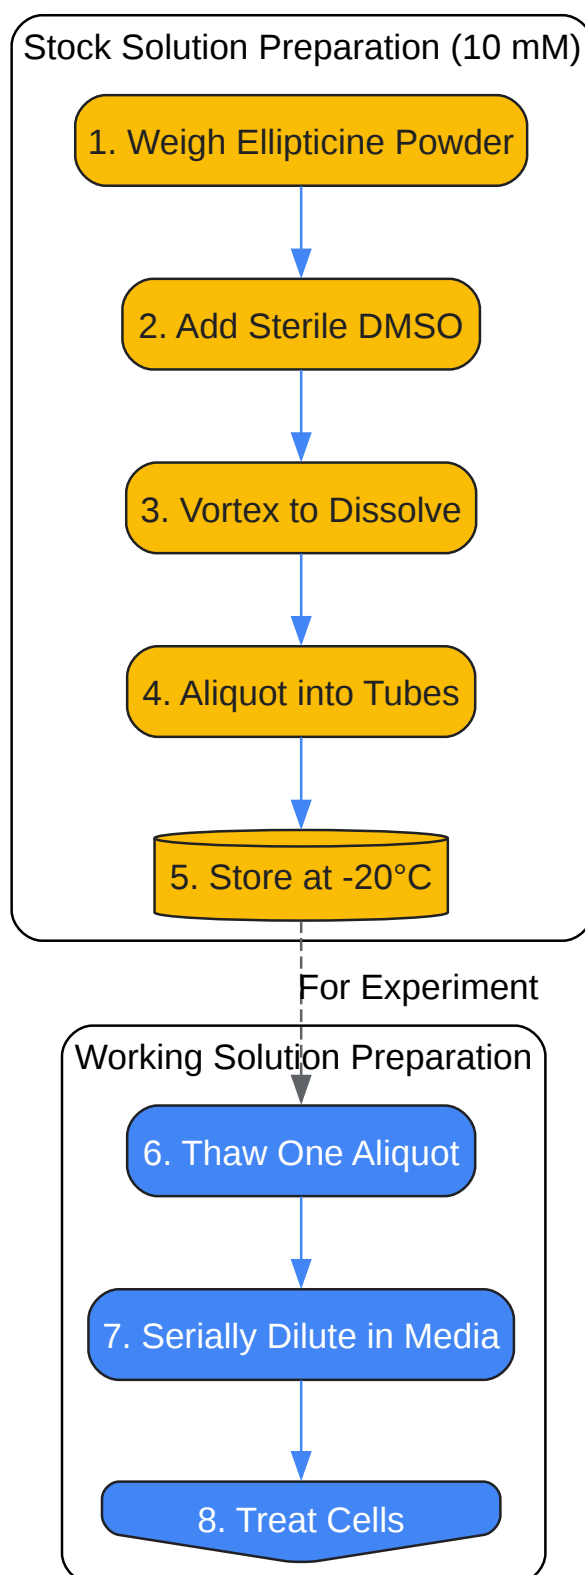 Stock Solution Preparation (10 mM)
1. Weigh Ellipticine Powder
2. Add Sterile DMSO
3. Vortex to Dissolve
4. Aliquot into Tubes
5. Store at -20°C
For Experiment
Working Solution Preparation
6. Thaw One Aliquot
7. Serially Dilute in Media
8. Treat Cells